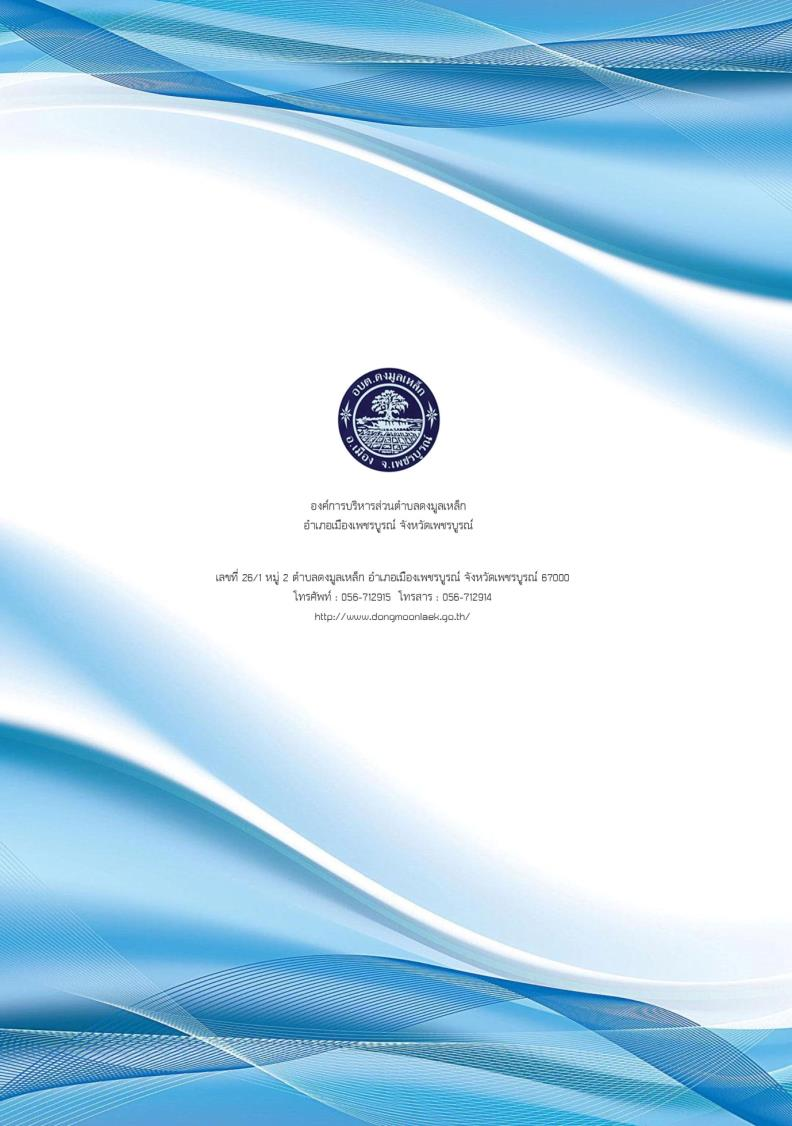 อบต.ดงมูลเหล็ก
อ.เมือง จ.เพชรบูรณ์
องค์การบริหารส่วนตำบลดงมูลเหล็ก
อำเภอเมืองเพชรบูรณ์ จังหวัดเพชรบูรณ์
เลขที่ 26/1 หมู่ 2 ตำบลดงมูลเหล็ก อำเภอเมืองเพชรบูรณ์ จังหวัดเพชรบูรณ์ 67000
โทรศัพท์ : 056-712915 โทรสาร : 056-712914
http://www.dongmoonlaek.go.th/